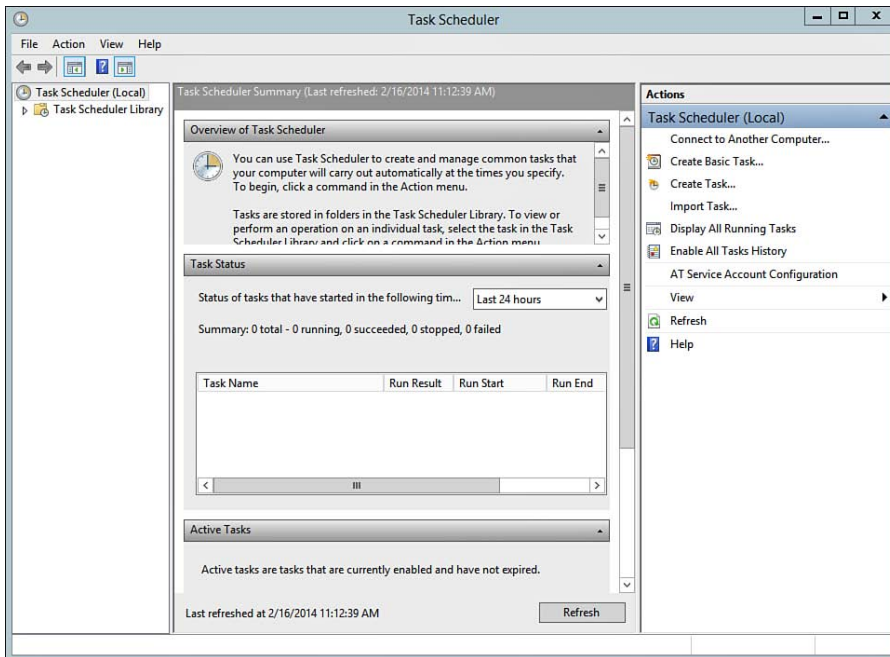 Task Scheduler
File Action View Help
Task Scheduler (Local)
Task Scheduler Library
Task Scheduler Summary (Last refreshed: 2/16/2014 11:12:39 AM)
Overview of Task Scheduler
You can use Task Scheduler to create and manage common tasks that
your computer will carry out automatically at the times you specify.
To begin, click a command in the Action menu.
Tasks are stored in folders in the Task Scheduler Library. To view or
perform an operation on an individual task, select the task in the Task
Scheduler Library and click on a command in the Action menu
Task Status
Status of tasks that have started in the following tim... Last 24 hours
Summary: 0 total - 0 running, 0 succeeded, 0 stopped, 0 failed
Task Name Run Result Run Start Run End
Active Tasks
Active tasks are tasks that are currently enabled and have not expired.
Last refreshed at 2/16/2014 11:12:39 AM Refresh
Actions
Task Scheduler (Local)
Connect to Another Computer...
Create Basic Task...
Create Task...
Import Task...
Display All Running Tasks
Enable All Tasks History
AT Service Account Configuration
View
Refresh
Help